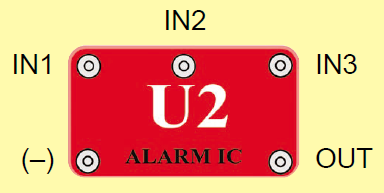 IN2
IN1 IN3
U2
(–) ALARM IC OUT